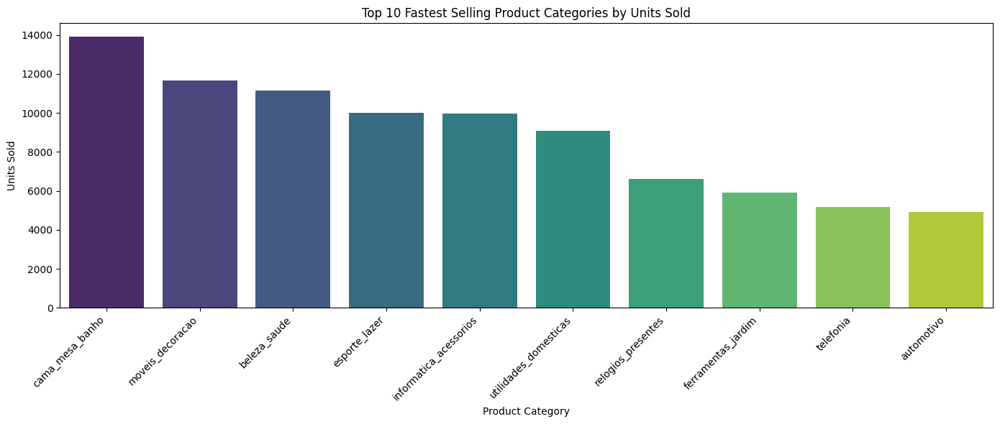 Top 10 Fastest Selling Product Categories by Units Sold
Units Sold
14000
12000
10000
8000
6000
4000
2000
0
cama_mesa_banho
moveis_decoracao
beleza_saude
esporte_lazer
informatica_acessorios
utilidades_domesticas
relogios_presentes
ferramentas_jardim
telefonia
automotivo
Product Category